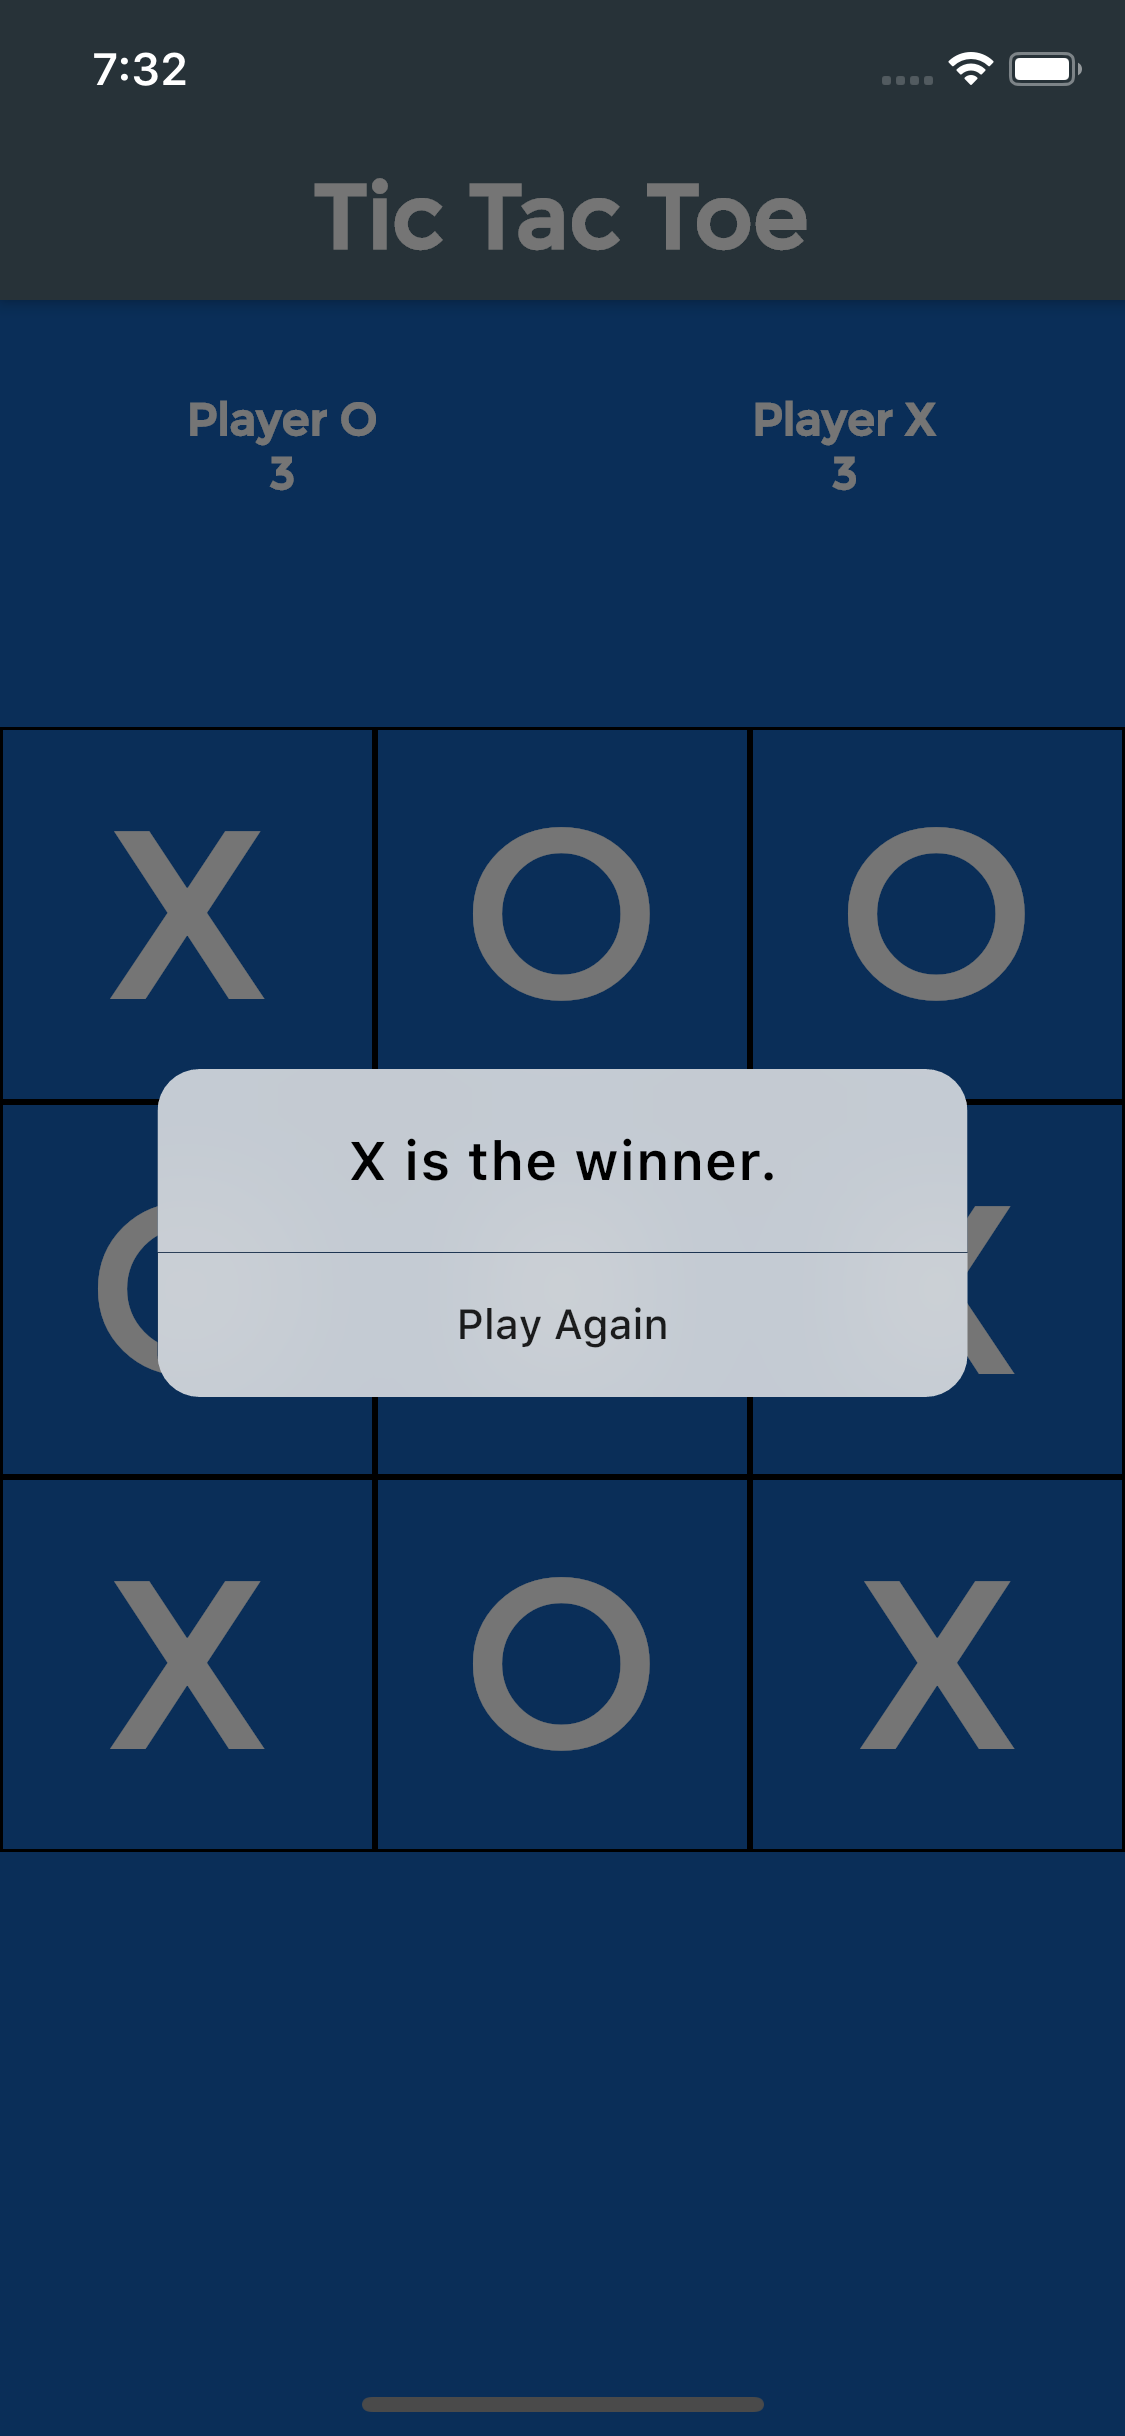 7:32
Tic Tac Toe
Player O Player X
3 3
X O O
X is the winner.
O X
Play Again
X O X